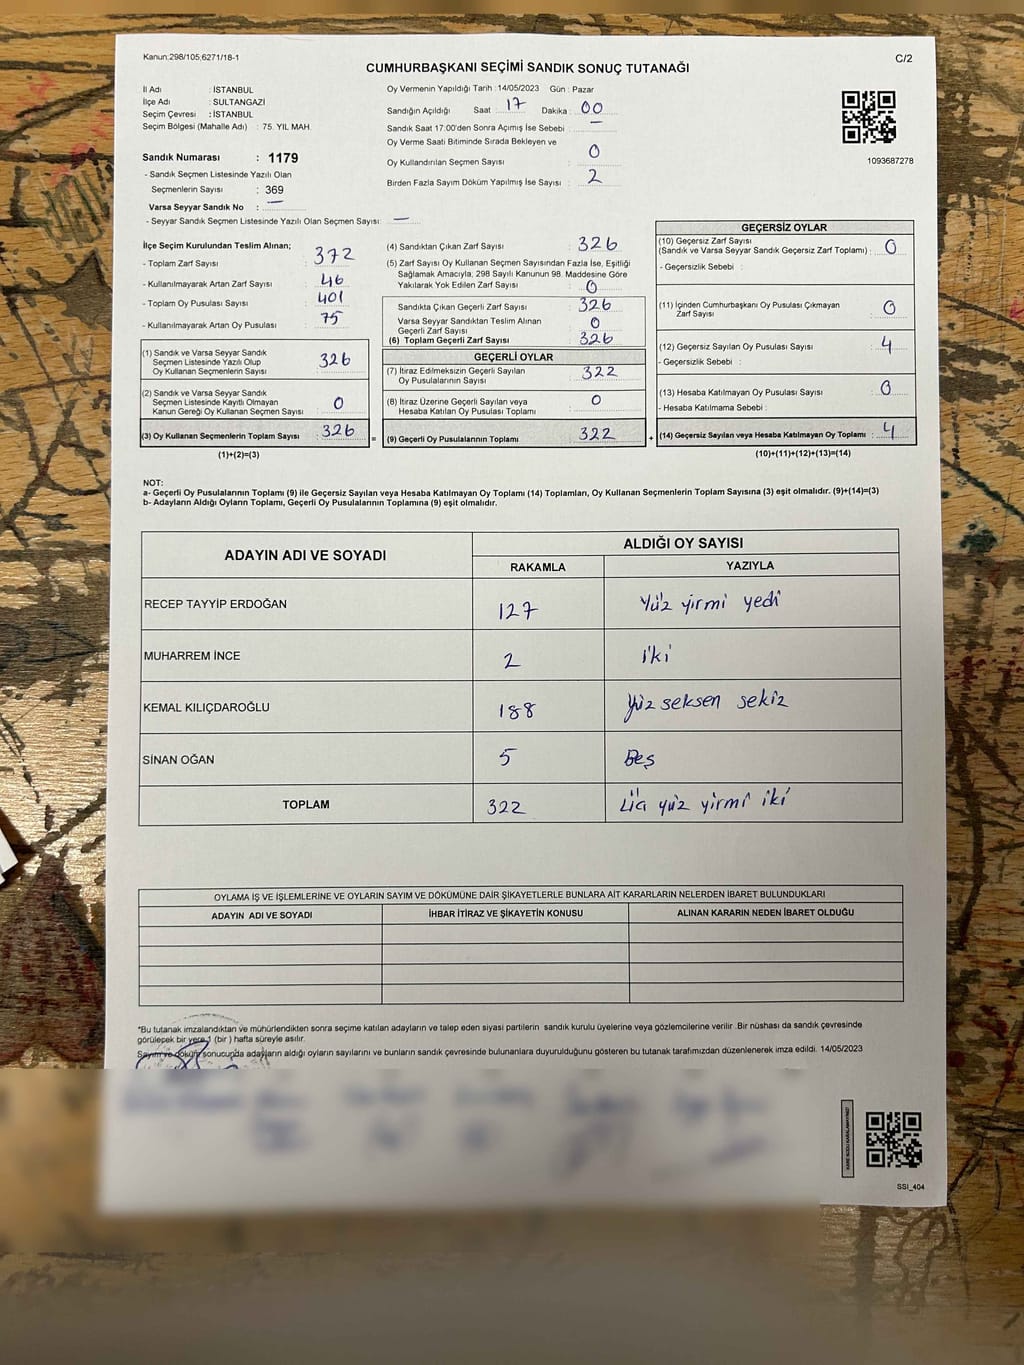 Kanun:298/105;6271/18-1
C/2
CUMHURBAŞKANI SEÇİMİ SANDIK SONUÇ TUTANAĞI
İl Adı : İSTANBUL
İlçe Adı : SULTANGAZİ
Seçim Çevresi : İSTANBUL
Seçim Bölgesi (Mahalle Adı) : 75. YIL MAH.
Sandık Numarası : 1179
- Sandık Seçmen Listesinde Yazılı Olan
Seçmenlerin Sayısı : 369
Varsa Seyyar Sandık No : —
- Seyyar Sandık Seçmen Listesinde Yazılı Olan Seçmen Sayısı: —
Oy Vermenin Yapıldığı Tarih :14/05/2023 Gün : Pazar
Sandığın Açıldığı Saat 17 Dakika : 00
Sandık Saat 17:00'den Sonra Açımış İse Sebebi : —
Oy Verme Saati Bitiminde Sırada Bekleyen ve
Oy Kullandırılan Seçmen Sayısı : 0
Birden Fazla Sayım Döküm Yapılmış İse Sayısı : 2
1093687278
İlçe Seçim Kurulundan Teslim Alınan;
- Toplam Zarf Sayısı : 372
- Kullanılmayarak Artan Zarf Sayısı : 46
- Toplam Oy Pusulası Sayısı : 401
- Kullanılmayarak Artan Oy Pusulası : 75
(1) Sandık ve Varsa Seyyar Sandık
Seçmen Listesinde Yazılı Olup
Oy Kullanan Seçmenlerin Sayısı : 326
(2) Sandık ve Varsa Seyyar Sandık
Seçmen Listesinde Kayıtlı Olmayan
Kanun Gereği Oy Kullanan Seçmen Sayısı : 0
(3) Oy Kullanan Seçmenlerin Toplam Sayısı : 326
(1)+(2)=(3)
(4) Sandıktan Çıkan Zarf Sayısı : 326
(5) Zarf Sayısı Oy Kullanan Seçmen Sayısından Fazla İse, Eşitliği
Sağlamak Amacıyla, 298 Sayılı Kanunun 98. Maddesine Göre
Yakılarak Yok Edilen Zarf Sayısı : 0
Sandıkta Çıkan Geçerli Zarf Sayısı : 326
Varsa Seyyar Sandıktan Teslim Alınan
Geçerli Zarf Sayısı : 0
(6) Toplam Geçerli Zarf Sayısı : 326
GEÇERLİ OYLAR
(7) İtiraz Edilmeksizin Geçerli Sayılan
Oy Pusulalarının Sayısı : 322
(8) İtiraz Üzerine Geçerli Sayılan veya
Hesaba Katılan Oy Pusulası Toplamı : 0
= (9) Geçerli Oy Pusulalarının Toplamı : 322
GEÇERSİZ OYLAR
(10) Geçersiz Zarf Sayısı
(Sandık ve Varsa Seyyar Sandık Geçersiz Zarf Toplamı) : 0
- Geçersizlik Sebebi :
(11) İçinden Cumhurbaşkanı Oy Pusulası Çıkmayan
Zarf Sayısı : 0
(12) Geçersiz Sayılan Oy Pusulası Sayısı : 4
- Geçersizlik Sebebi :
(13) Hesaba Katılmayan Oy Pusulası Sayısı : 0
- Hesaba Katılmama Sebebi :
+ (14) Geçersiz Sayılan veya Hesaba Katılmayan Oy Toplamı : 4
(10)+(11)+(12)+(13)=(14)
NOT:
a- Geçerli Oy Pusulalarının Toplamı (9) ile Geçersiz Sayılan veya Hesaba Katılmayan Oy Toplamı (14) Toplamları, Oy Kullanan Seçmenlerin Toplam Sayısına (3) eşit olmalıdır. (9)+(14)=(3)
b- Adayların Aldığı Oyların Toplamı, Geçerli Oy Pusulalarının Toplamına (9) eşit olmalıdır.
ADAYIN ADI VE SOYADI
ALDIĞI OY SAYISI
RAKAMLA YAZIYLA
RECEP TAYYİP ERDOĞAN 127 Yüz yirmi yedi
MUHARREM İNCE 2 iki
KEMAL KILIÇDAROĞLU 188 Yüz seksen sekiz
SİNAN OĞAN 5 Beş
TOPLAM 322 Üç yüz yirmi iki
OYLAMA İŞ VE İŞLEMLERİNE VE OYLARIN SAYIM VE DÖKÜMÜNE DAİR ŞİKAYETLERLE BUNLARA AİT KARARLARIN NELERDEN İBARET BULUNDUKLARI
ADAYIN ADI VE SOYADI İHBAR İTİRAZ VE ŞİKAYETİN KONUSU ALINAN KARARIN NEDEN İBARET OLDUĞU
*Bu tutanak imzalandıktan ve mühürlendikten sonra seçime katılan adayların ve talep eden siyasi partilerin sandık kurulu üyelerine veya gözlemcilerine verilir .Bir nüshası da sandık çevresinde
görülecek bir yere 1 (bir ) hafta süreyle asılır.
Sayım ve döküm sonucunda adayların aldığı oyların sayılarını ve bunların sandık çevresinde bulunanlara duyurulduğunu gösteren bu tutanak tarafımızdan düzenlenerek imza edildi. 14/05/2023
SSI_404